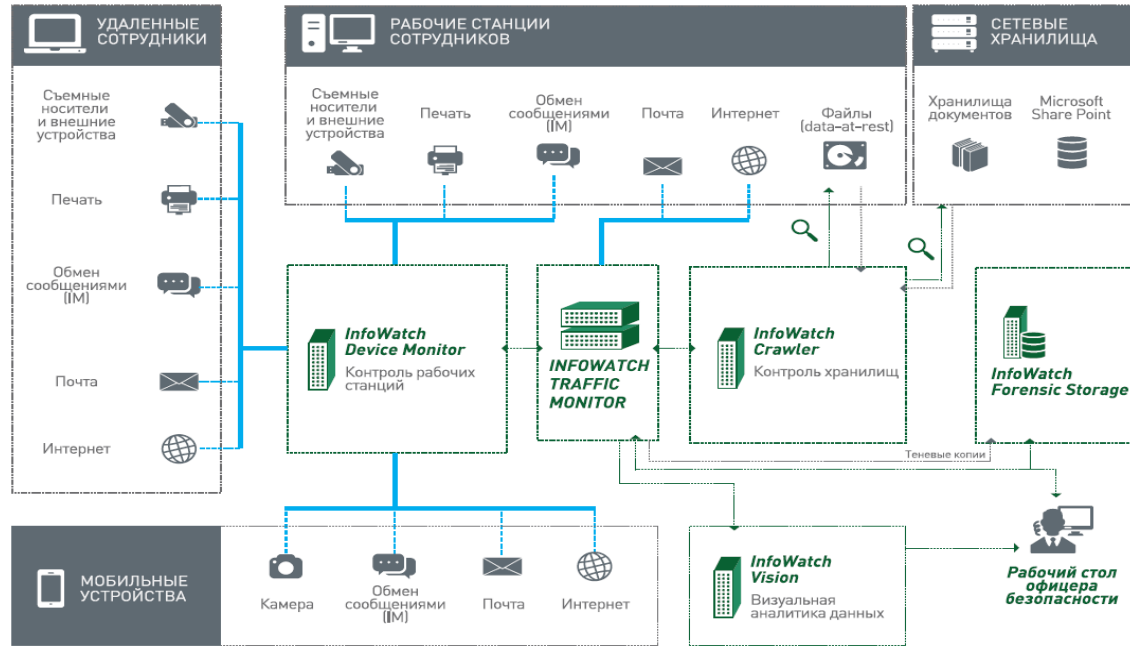 УДАЛЕННЫЕ
СОТРУДНИКИ
Съемные
носители
и внешние
устройства
Печать
Обмен
сообщениями
(IM)
Почта
Интернет
РАБОЧИЕ СТАНЦИИ
СОТРУДНИКОВ
Съемные
носители
и внешние
устройства
Печать
Обмен
сообщениями
(IM)
Почта
Интернет
Файлы
(data-at-rest)
СЕТЕВЫЕ
ХРАНИЛИЩА
Хранилища
документов
Microsoft
Share Point
InfoWatch
Device Monitor
Контроль рабочих
станций
INFOWATCH
TRAFFIC
MONITOR
InfoWatch
Crawler
Контроль хранилищ
InfoWatch
Forensic Storage
Теневые копии
МОБИЛЬНЫЕ
УСТРОЙСТВА
Камера
Обмен
сообщениями
(IM)
Почта
Интернет
InfoWatch
Vision
Визуальная
аналитика данных
Рабочий стол
офицера
безопасности